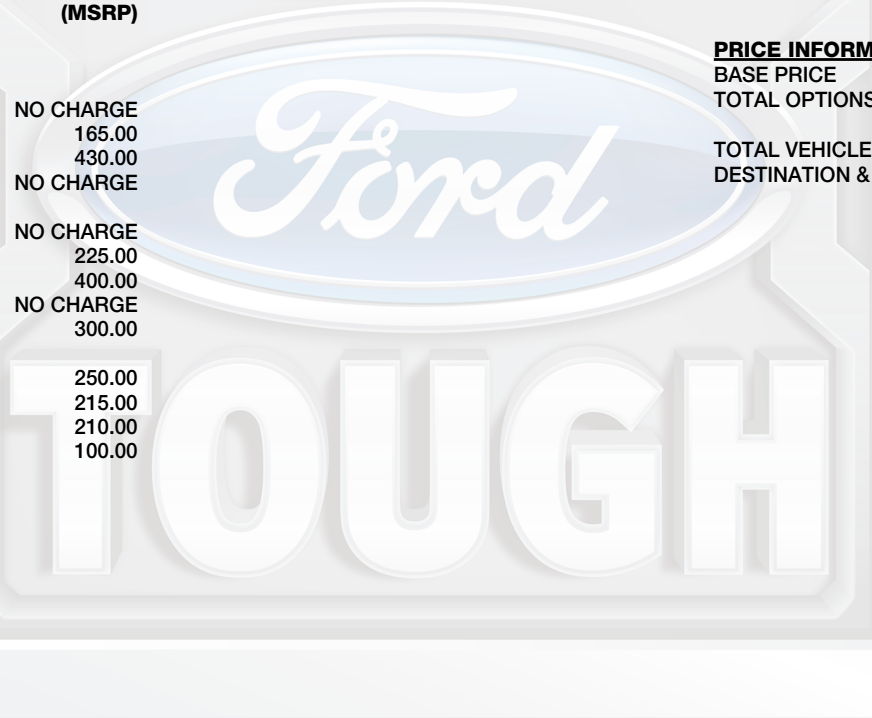 (MSRP)
NO CHARGE
165.00
430.00
NO CHARGE
NO CHARGE
225.00
400.00
NO CHARGE
300.00
250.00
215.00
210.00
100.00
PRICE INFORM
BASE PRICE
TOTAL OPTIONS
TOTAL VEHICLE
DESTINATION &
Ford
TOUGH